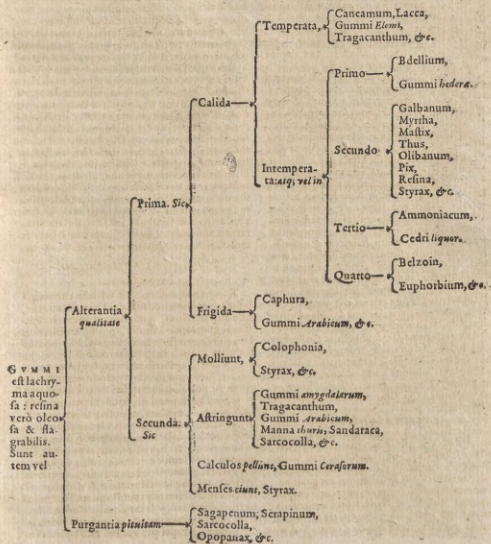 GVMMI
est lachry-
ma aquo-
sa : resina
verò oleo
sa & fla-
grabilis.
Sunt au-
tem vel
Alterantia
qualitate
Prima. Sic
Calida
Temperata,
Cancamum, Lacca,
Gummi Elemi,
Tragacanthum, &c.
Intempera-
ta: atq; vel in
Primo
Bdellium,
Gummi hederæ.
Secundo
Galbanum,
Myrrha,
Mastix,
Thus,
Olibanum,
Pix,
Resina,
Styrax, &c.
Tertio
Ammoniacum,
Cedri liquor.
Quarto
Belzoin,
Euphorbium, &c.
Frigida
Caphura,
Gummi Arabicum, &c.
Secunda.
Sic
Molliunt,
Colophonia,
Styrax, &c.
Astringunt
Gummi amygdalarum,
Tragacanthum,
Gummi Arabicum,
Manna thuris, Sandaraca,
Sarcocolla, &c.
Calculos pellunt, Gummi Cerasorum.
Menses cient, Styrax.
Purgantia pituitam
Sagapenum, Serapinum,
Sarcocolla,
Opopanax, &c.